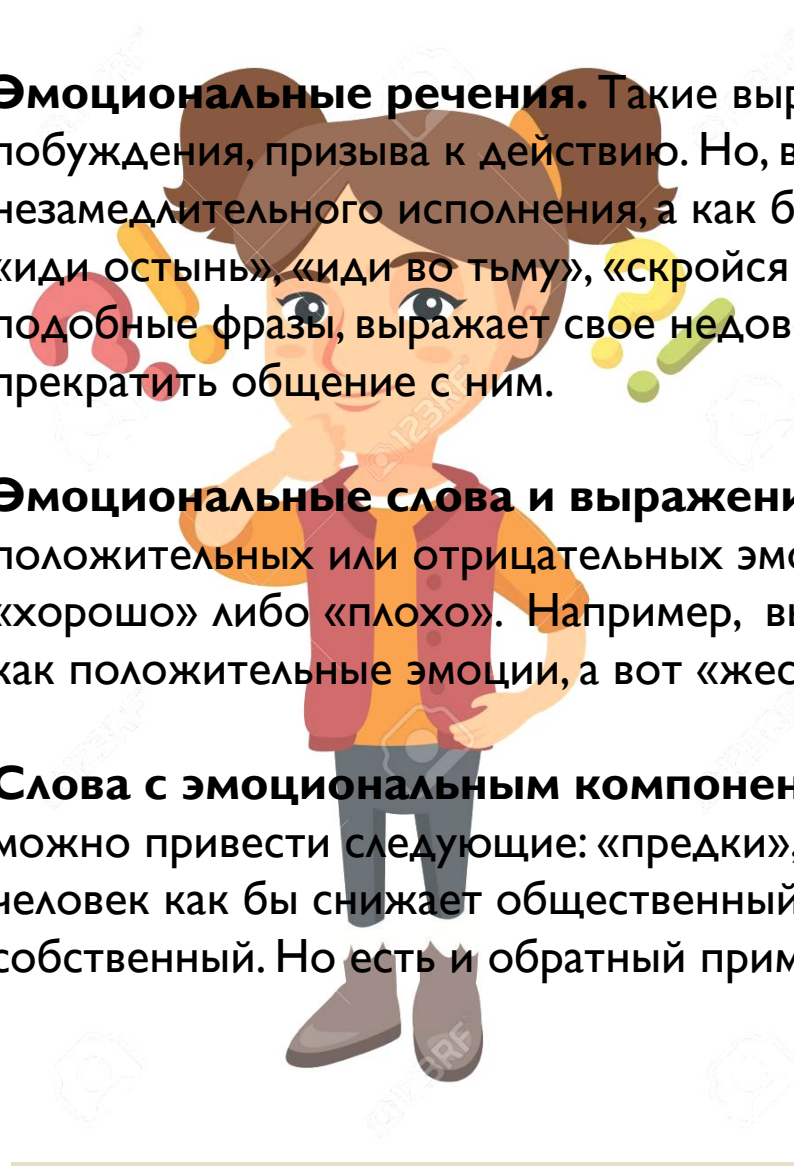 Эмоциональные речения. Такие выр
побуждения, призыва к действию. Но, в
незамедлительного исполнения, а как б
«иди остынь», «иди во тьму», «скройся
подобные фразы, выражает свое недов
прекратить общение с ним.
Эмоциональные слова и выражени
положительных или отрицательных эмо
«хорошо» либо «плохо». Например, вы
как положительные эмоции, а вот «жес
Слова с эмоциональным компонен
можно привести следующие: «предки»,
человек как бы снижает общественный
собственный. Но есть и обратный прим
123RF
123RF